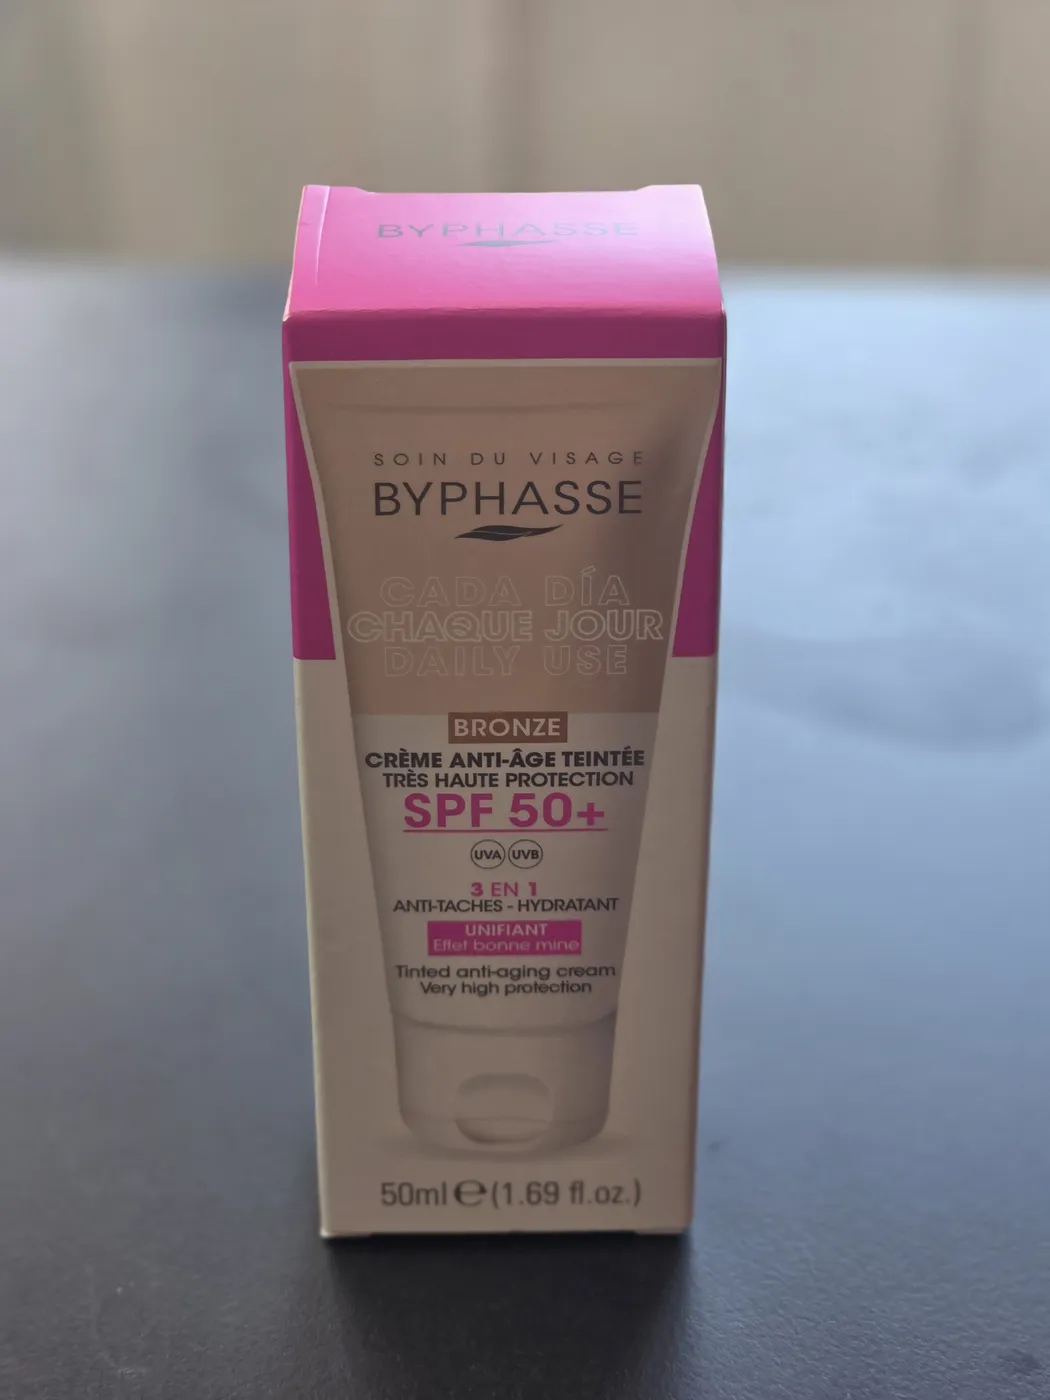 BYPHASSE
SOIN DU VISAGE
BYPHASSE
CADA DÍA
CHAQUE JOUR
DAILY USE
BRONZE
CRÈME ANTI-ÂGE TEINTÉE
TRÈS HAUTE PROTECTION
SPF 50+
UVA UVB
3 EN 1
ANTI-TACHES - HYDRATANT
UNIFIANT
Effet bonne mine
Tinted anti-aging cream
Very high protection
50ml ℮ (1.69 fl.oz.)